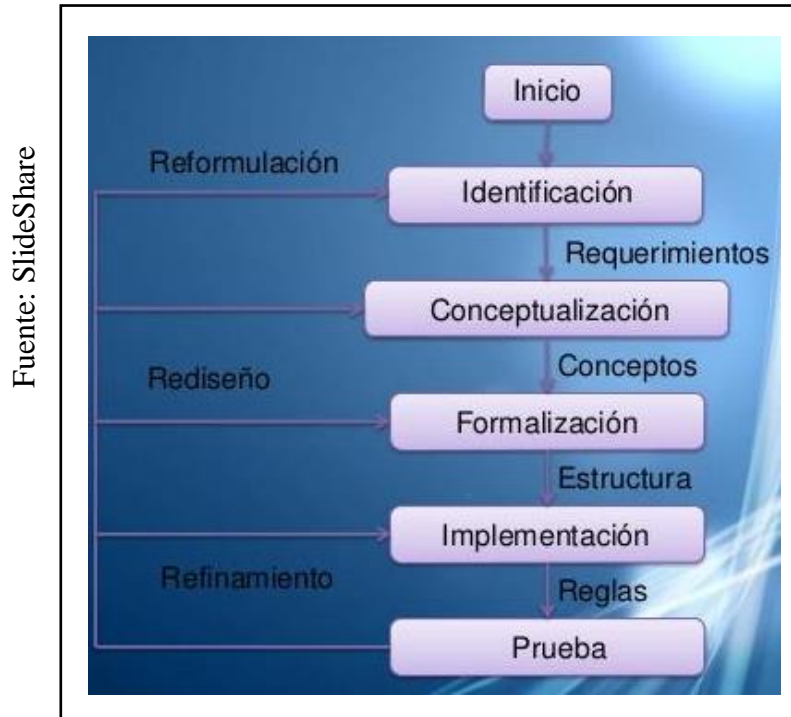 Fuente: SlideShare
Inicio
Reformulación
Identificación
Requerimientos
Conceptualización
Conceptos
Rediseño
Formalización
Estructura
Implementación
Refinamiento
Reglas
Prueba